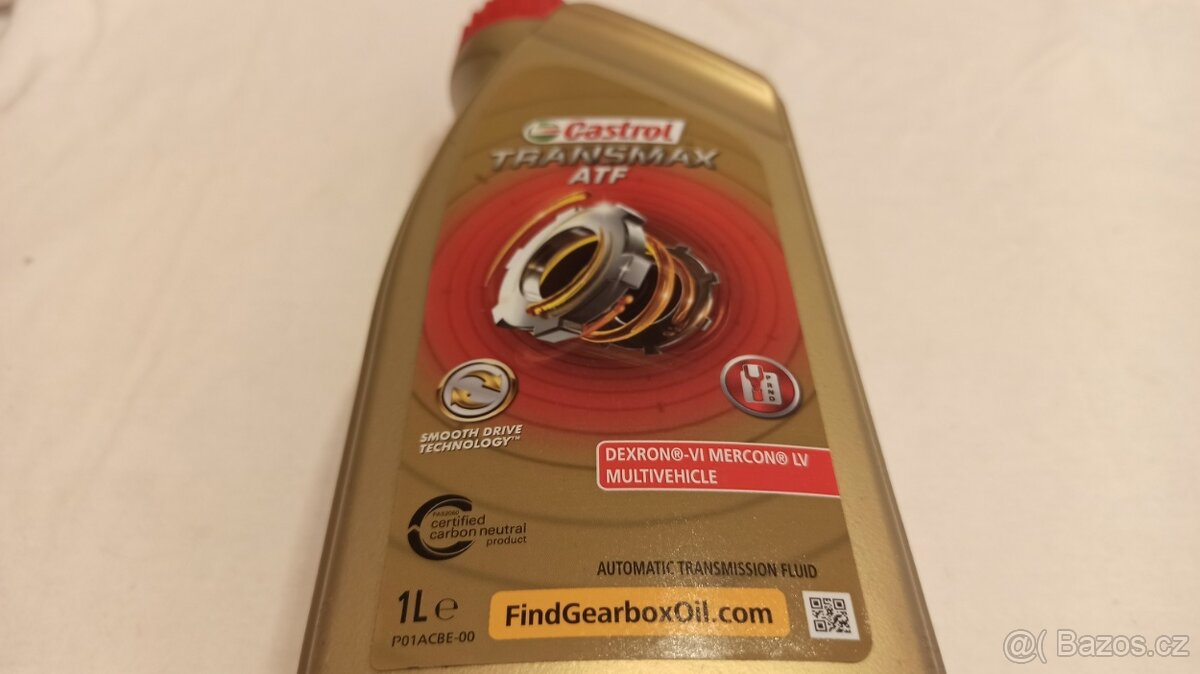 Castrol
TRANSMAX
ATF
P
R
N
D
SMOOTH DRIVE
TECHNOLOGY™
DEXRON®-VI MERCON® LV
MULTIVEHICLE
PAS2060
certified
carbon neutral
product
AUTOMATIC TRANSMISSION FLUID
1L e
FindGearboxOil.com
P01ACBE-00
@( Bazos.cz